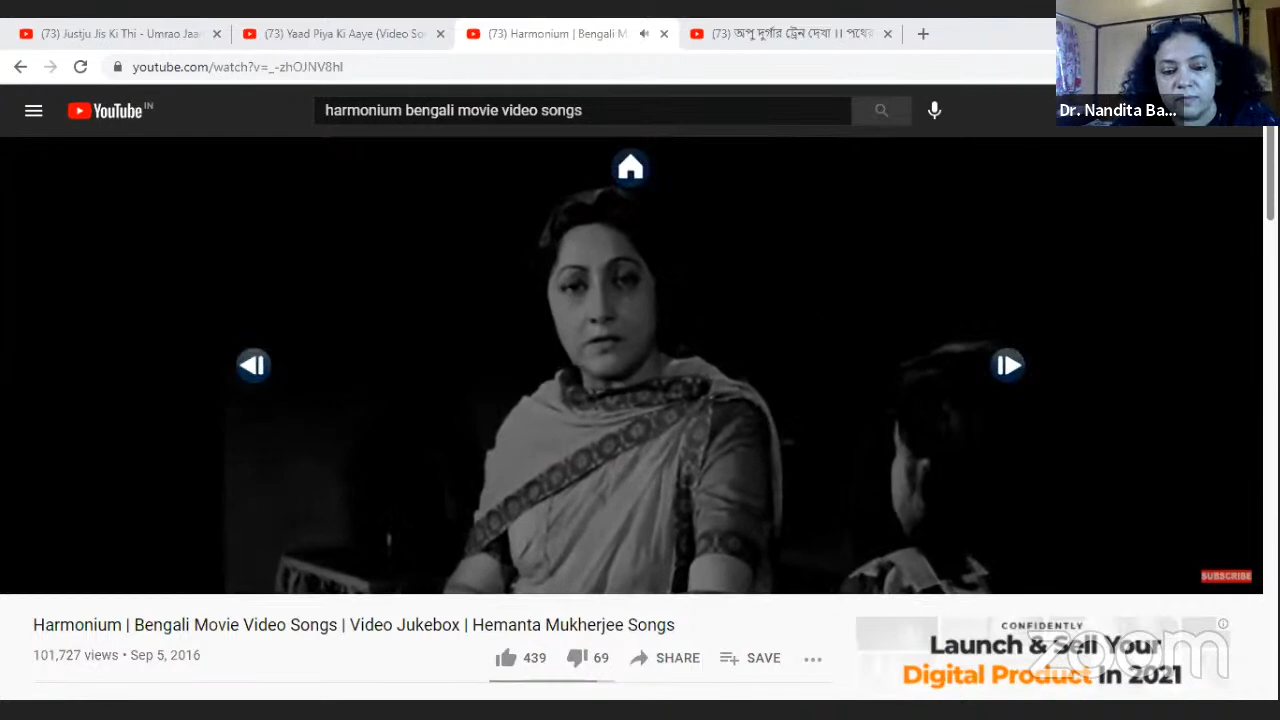 (73) Justju Jis Ki Thi - Umrao Jaa
(73) Yaad Piya Ki Aaye (Video So
(73) Harmonium | Bengali M
(73) অপু দুর্গার ট্রেন দেখা ।। পথের
youtube.com/watch?v=_-zhOJNV8hI
Dr. Nandita Ba...
YouTube IN
harmonium bengali movie video songs
SUBSCRIBE
Harmonium | Bengali Movie Video Songs | Video Jukebox | Hemanta Mukherjee Songs
101,727 views • Sep 5, 2016
439
69
SHARE
SAVE
CONFIDENTLY
Launch & Sell Your
Digital Product In 2021
zoom